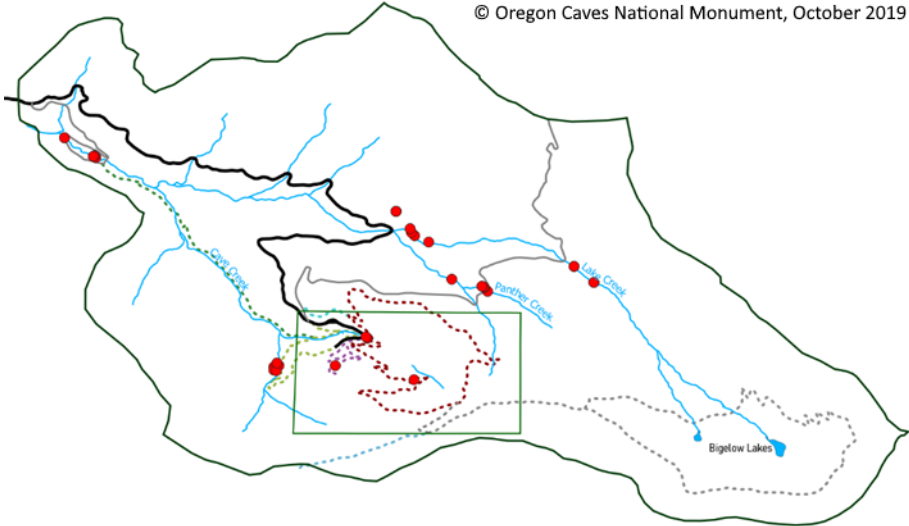 © Oregon Caves National Monument, October 2019
Cave Creek
Lake Creek
Panther Creek
Bigelow Lakes